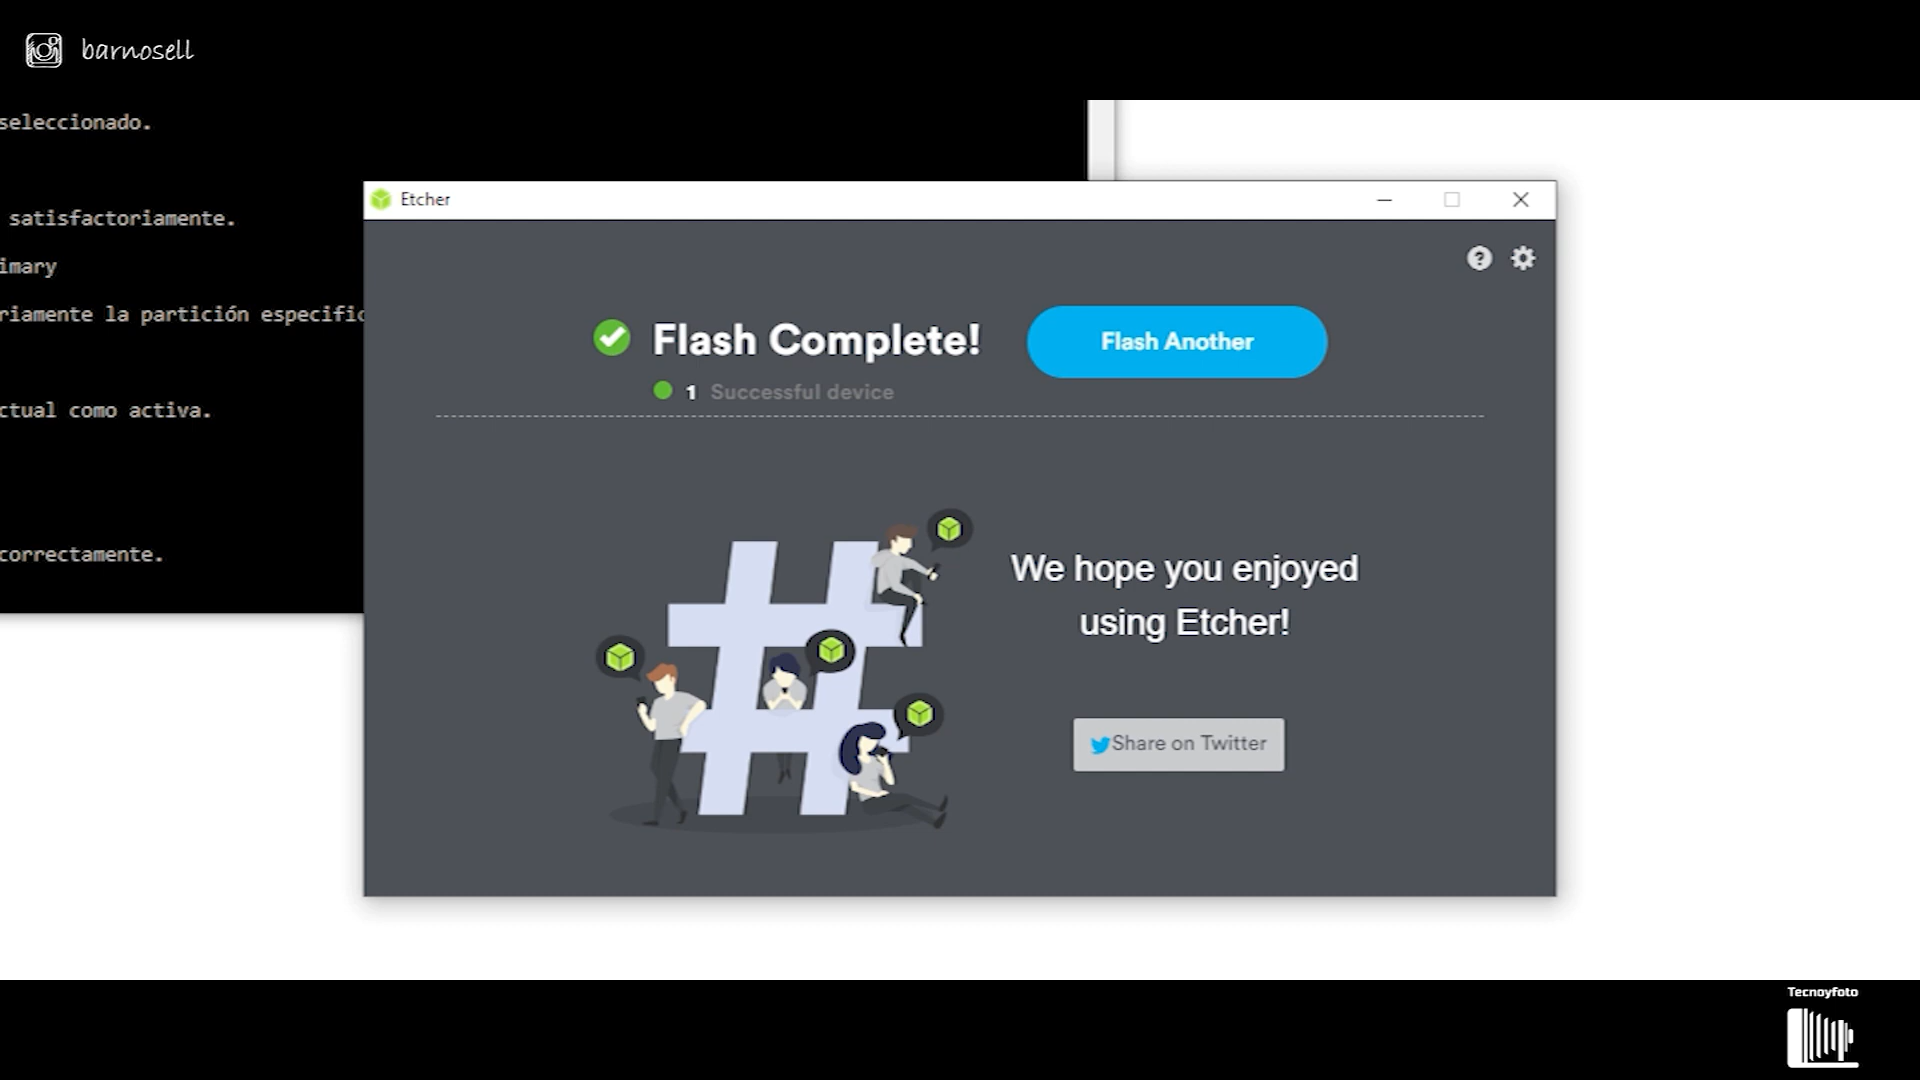 barnosell
seleccionado.
satisfactoriamente.
imary
riamente la partición especific
ctual como activa.
correctamente.
Etcher
Flash Complete!
Flash Another
1 Successful device
We hope you enjoyed
using Etcher!
Share on Twitter
Tecnoyfoto